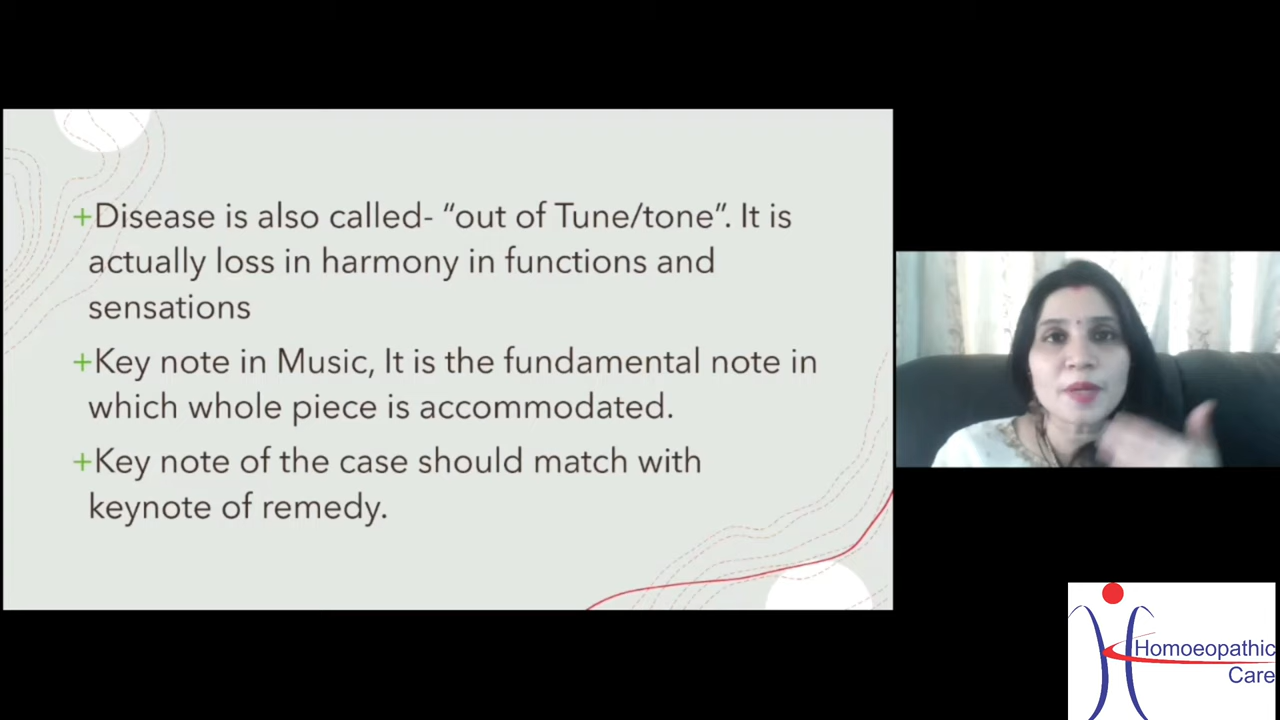 +Disease is also called- “out of Tune/tone”. It is
actually loss in harmony in functions and
sensations
+Key note in Music, It is the fundamental note in
which whole piece is accommodated.
+Key note of the case should match with
keynote of remedy.
Homoeopathic
Care